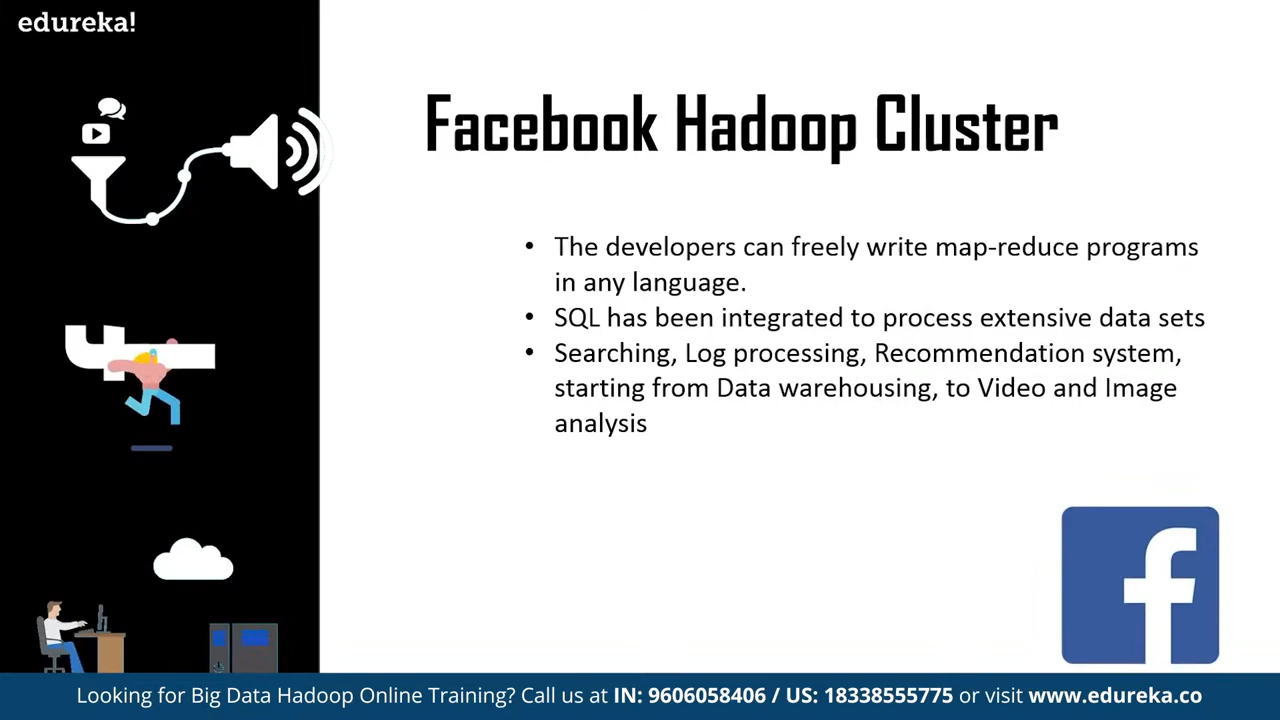 edureka!
Facebook Hadoop Cluster
• The developers can freely write map-reduce programs
in any language.
• SQL has been integrated to process extensive data sets
• Searching, Log processing, Recommendation system,
starting from Data warehousing, to Video and Image
analysis
f
Looking for Big Data Hadoop Online Training? Call us at IN: 9606058406 / US: 18338555775 or visit www.edureka.co